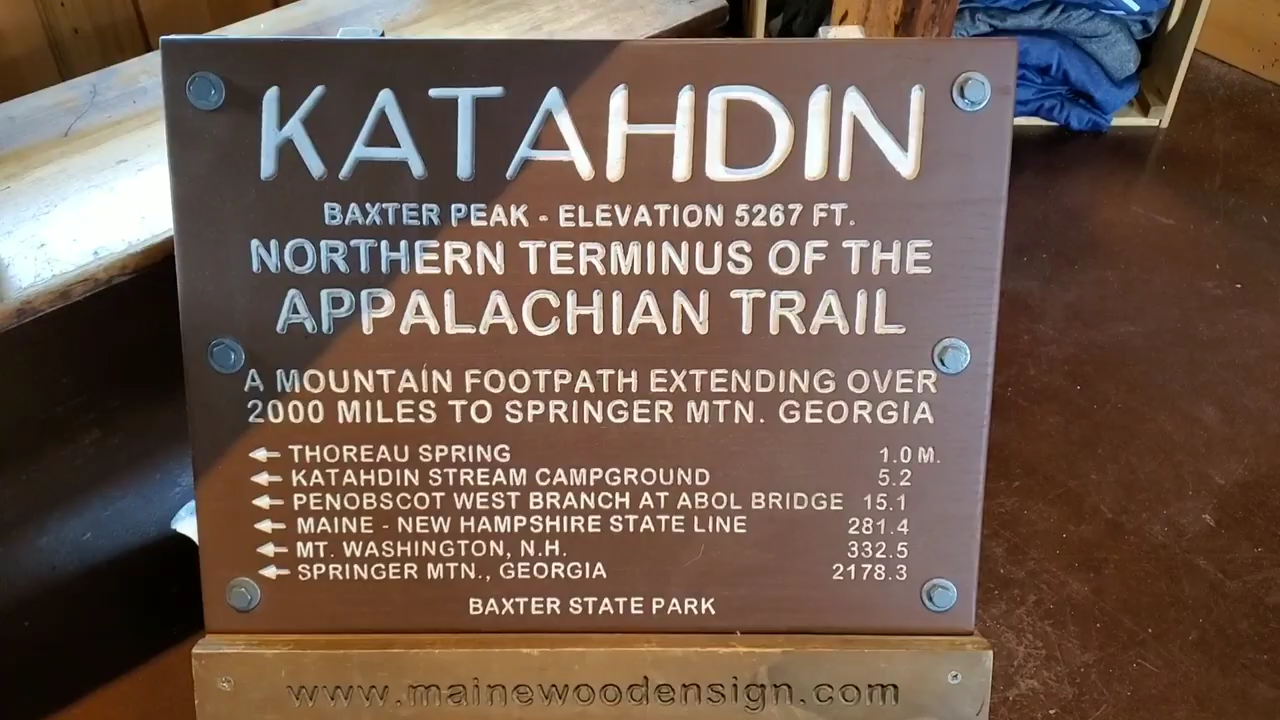 KATAHDIN
BAXTER PEAK - ELEVATION 5267 FT.
NORTHERN TERMINUS OF THE
APPALACHIAN TRAIL
A MOUNTAIN FOOTPATH EXTENDING OVER
2000 MILES TO SPRINGER MTN. GEORGIA
← THOREAU SPRING 1.0 M.
← KATAHDIN STREAM CAMPGROUND 5.2
← PENOBSCOT WEST BRANCH AT ABOL BRIDGE 15.1
← MAINE - NEW HAMPSHIRE STATE LINE 281.4
← MT. WASHINGTON, N.H. 332.5
← SPRINGER MTN., GEORGIA 2178.3
BAXTER STATE PARK
www.mainewoodensign.com